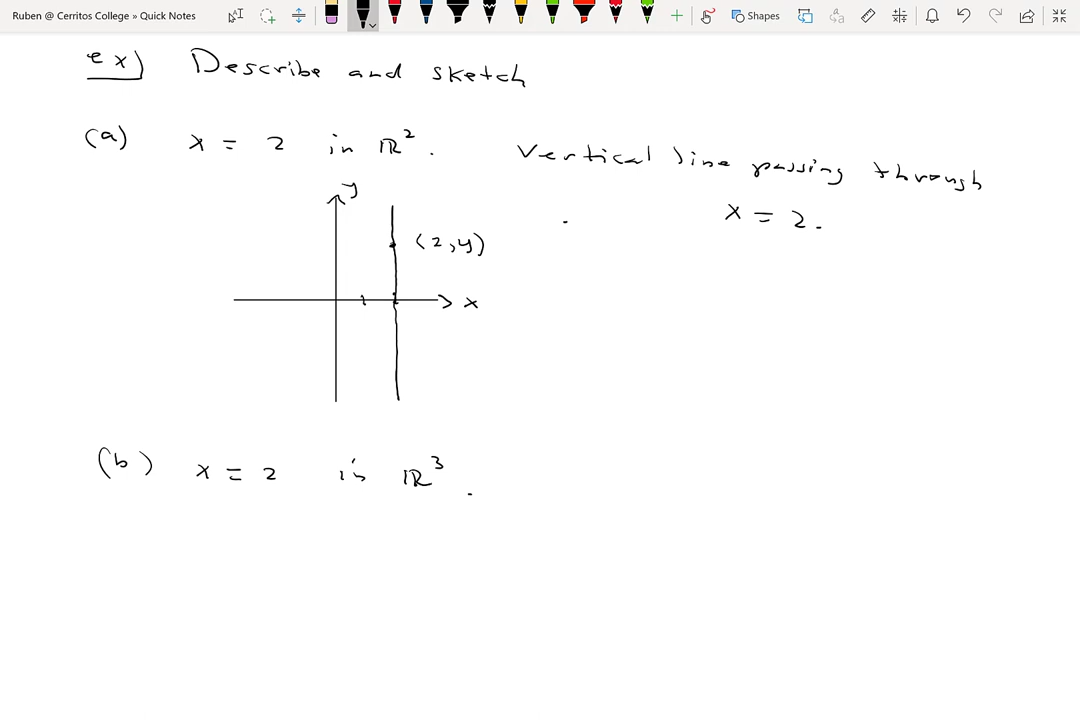 Ruben @ Cerritos College » Quick Notes
Shapes
ex) Describe and sketch
(a) x = 2 in ℝ². Vertical line passing through
x = 2.
y
(2,y)
x
(b) x = 2 in ℝ³.